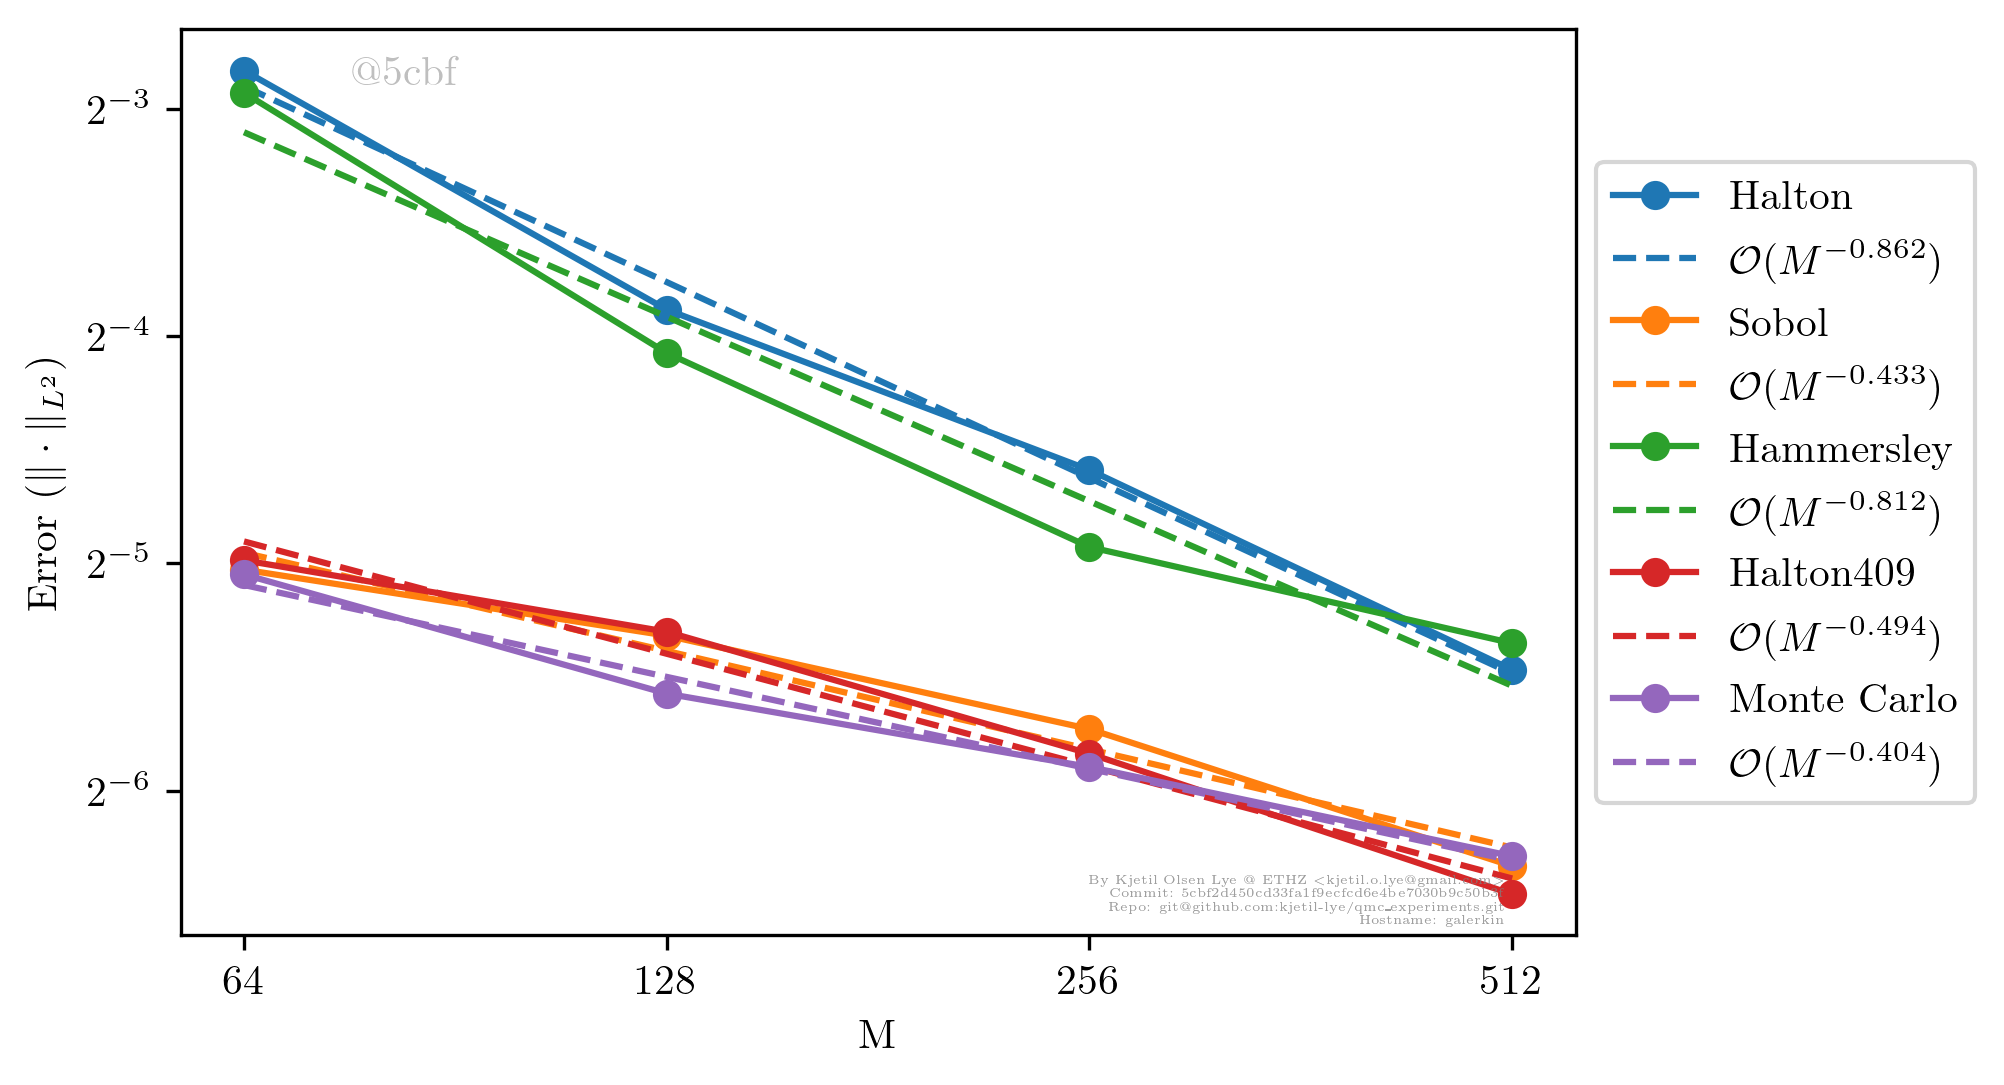 @5cbf
2^{-3}
2^{-4}
2^{-5}
2^{-6}
Error (||·||_{L^2})
64 128 256 512
M
Halton
𝒪(M^{-0.862})
Sobol
𝒪(M^{-0.433})
Hammersley
𝒪(M^{-0.812})
Halton409
𝒪(M^{-0.494})
Monte Carlo
𝒪(M^{-0.404})
By Kjetil Olsen Lye @ ETHZ <kjetil.o.lye@gmail.com>
Commit:
Repo: git@github.com:kjetil-lye/qmc_experiments.git
Hostname: galerkin